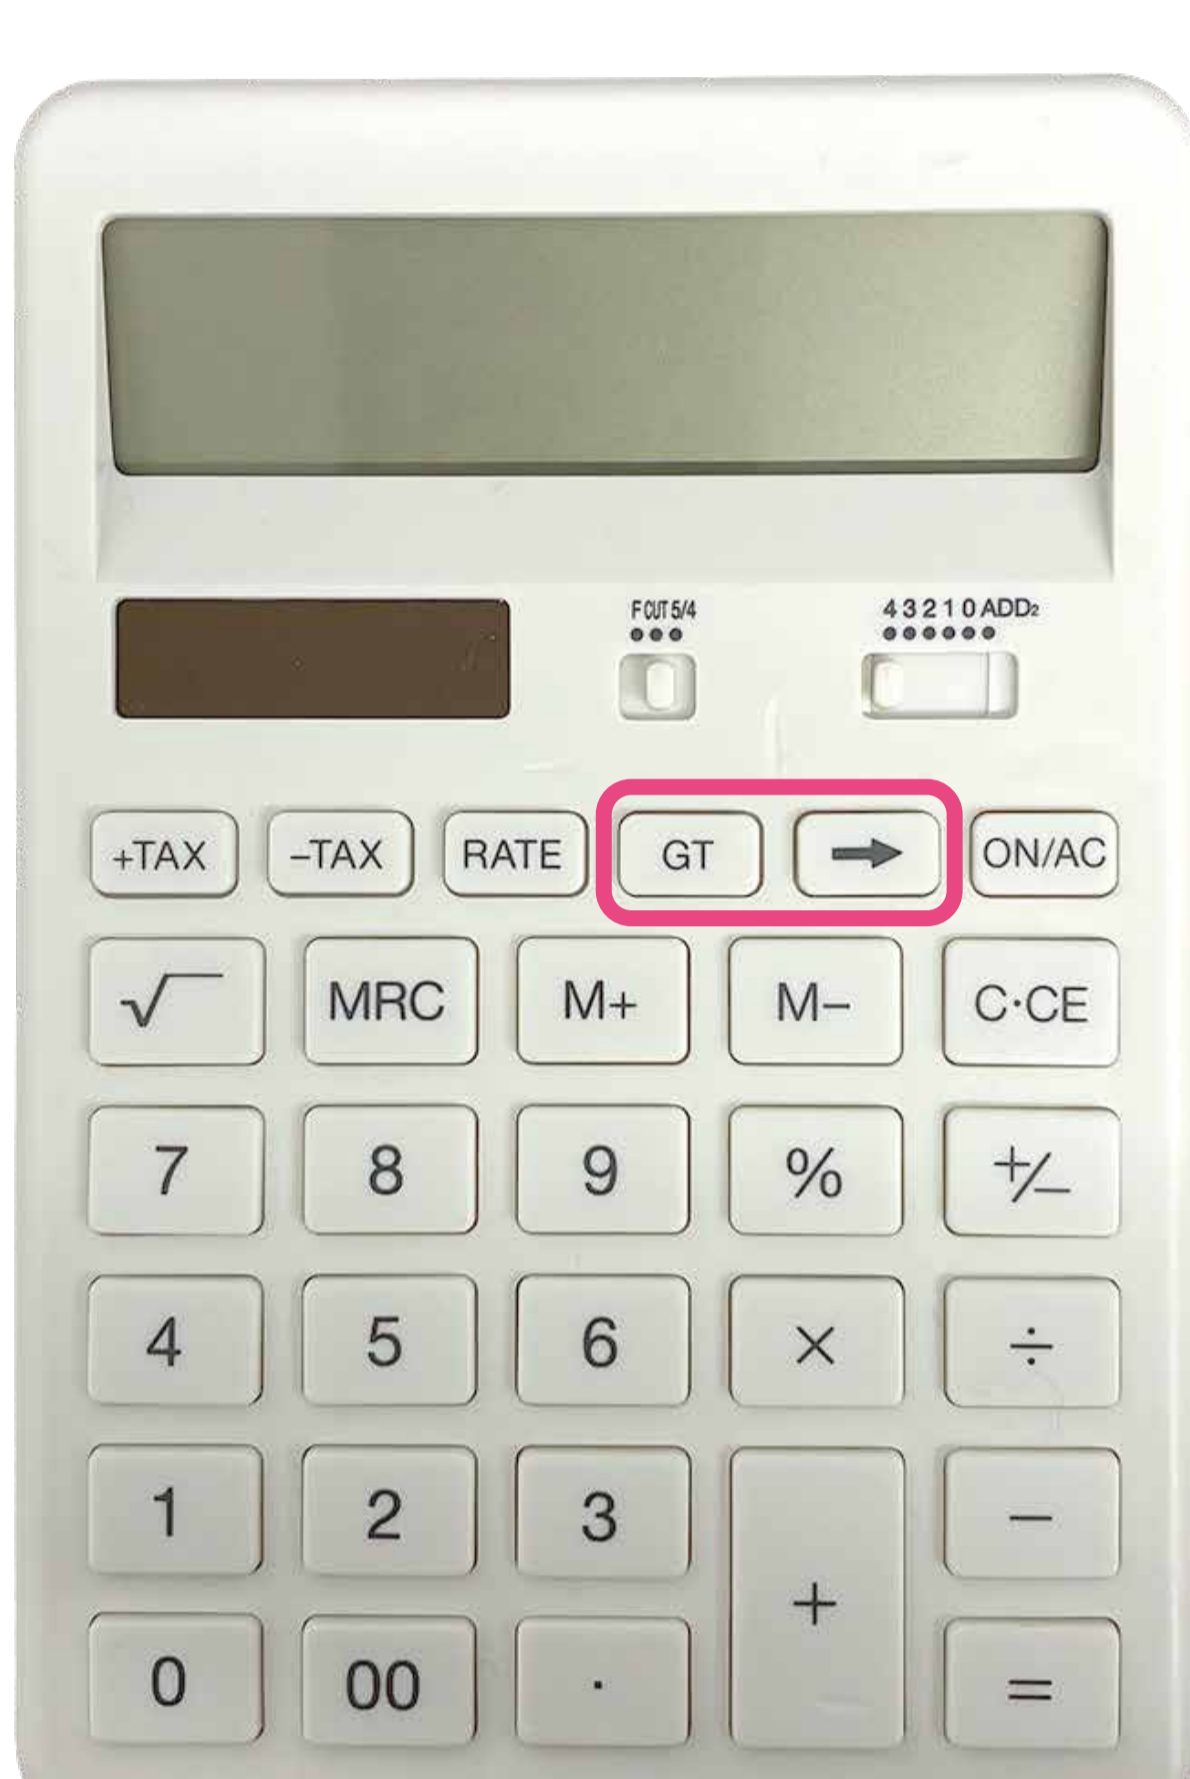 F CUT 5/4
4 3 2 1 0 ADD2
+TAX -TAX RATE GT → ON/AC
√ MRC M+ M- C·CE
7 8 9 % +/-
4 5 6 × ÷
1 2 3 -
+
0 00 . =